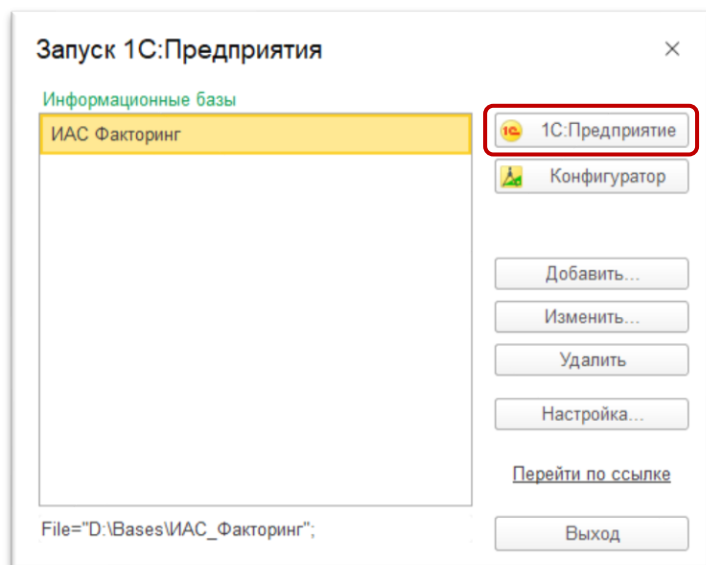 Запуск 1С:Предприятия
Информационные базы
ИАС Факторинг
1С:Предприятие
Конфигуратор
Добавить...
Изменить...
Удалить
Настройка...
Перейти по ссылке
File="D:\Bases\ИАС_Факторинг";
Выход